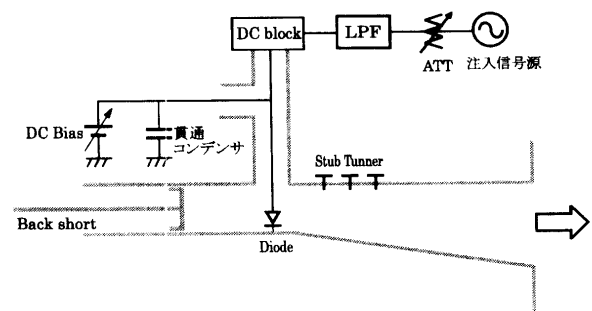 DC block
LPF
ATT
注入信号源
DC Bias
貫通
コンデンサ
Stub Tunner
Back short
Diode